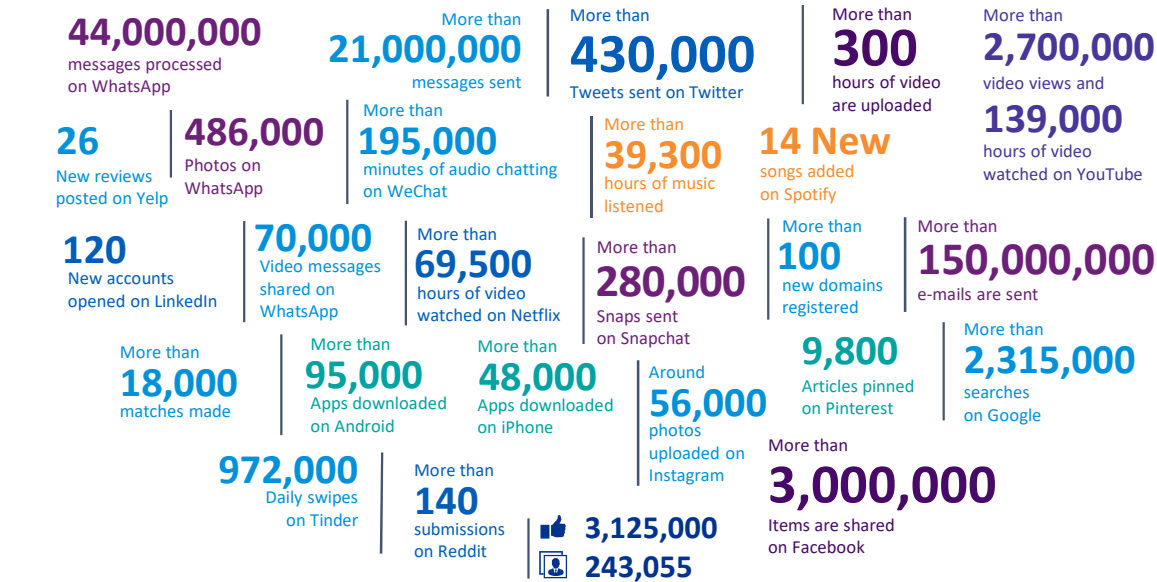 44,000,000
messages processed
on WhatsApp
More than
21,000,000
messages sent
More than
430,000
Tweets sent on Twitter
More than
300
hours of video
are uploaded
More than
2,700,000
video views and
139,000
hours of video
watched on YouTube
26
New reviews
posted on Yelp
486,000
Photos on
WhatsApp
More than
195,000
minutes of audio chatting
on WeChat
More than
39,300
hours of music
listened
14 New
songs added
on Spotify
120
New accounts
opened on LinkedIn
70,000
Video messages
shared on
WhatsApp
More than
69,500
hours of video
watched on Netflix
More than
280,000
Snaps sent
on Snapchat
More than
100
new domains
registered
More than
150,000,000
e-mails are sent
More than
18,000
matches made
More than
95,000
Apps downloaded
on Android
More than
48,000
Apps downloaded
on iPhone
Around
56,000
photos
uploaded on
Instagram
9,800
Articles pinned
on Pinterest
More than
2,315,000
searches
on Google
972,000
Daily swipes
on Tinder
More than
140
submissions
on Reddit
3,125,000
243,055
More than
3,000,000
Items are shared
on Facebook